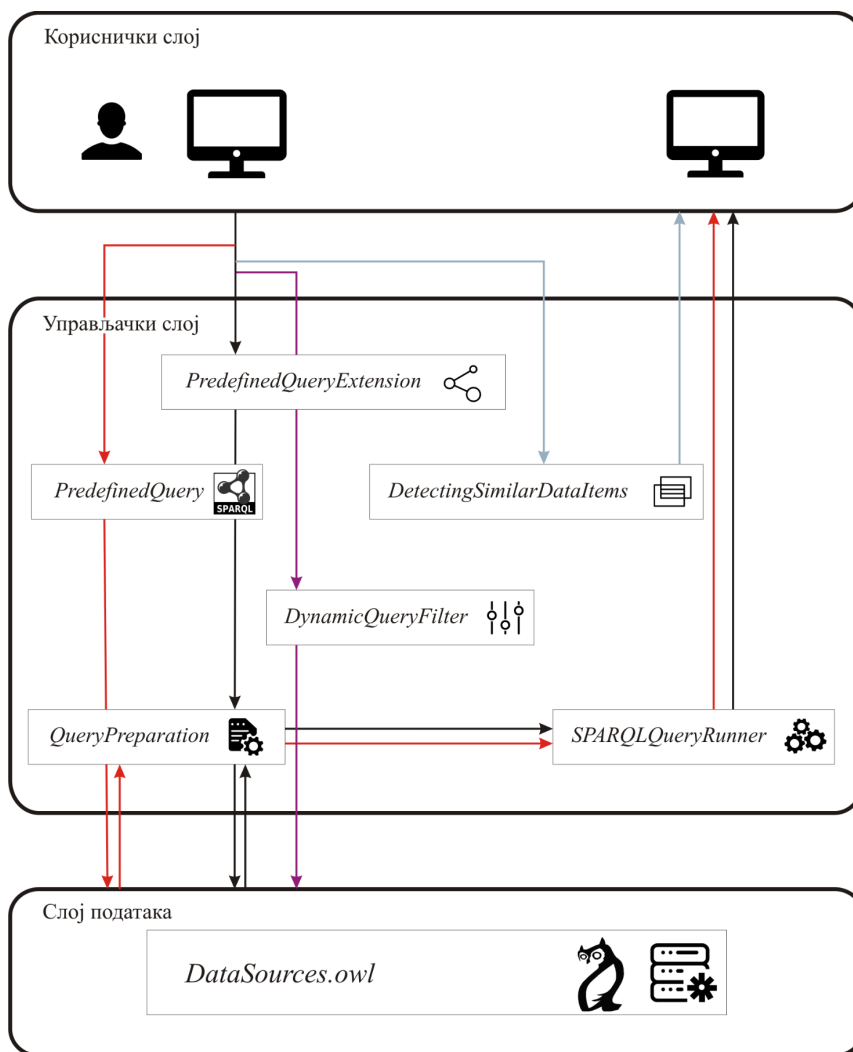 Кориснички слој
Управљачки слој
PredefinedQueryExtension
PredefinedQuery
SPARQL
DetectingSimilarDataItems
DynamicQueryFilter
QueryPreparation
SPARQLQueryRunner
Слој података
DataSources.owl